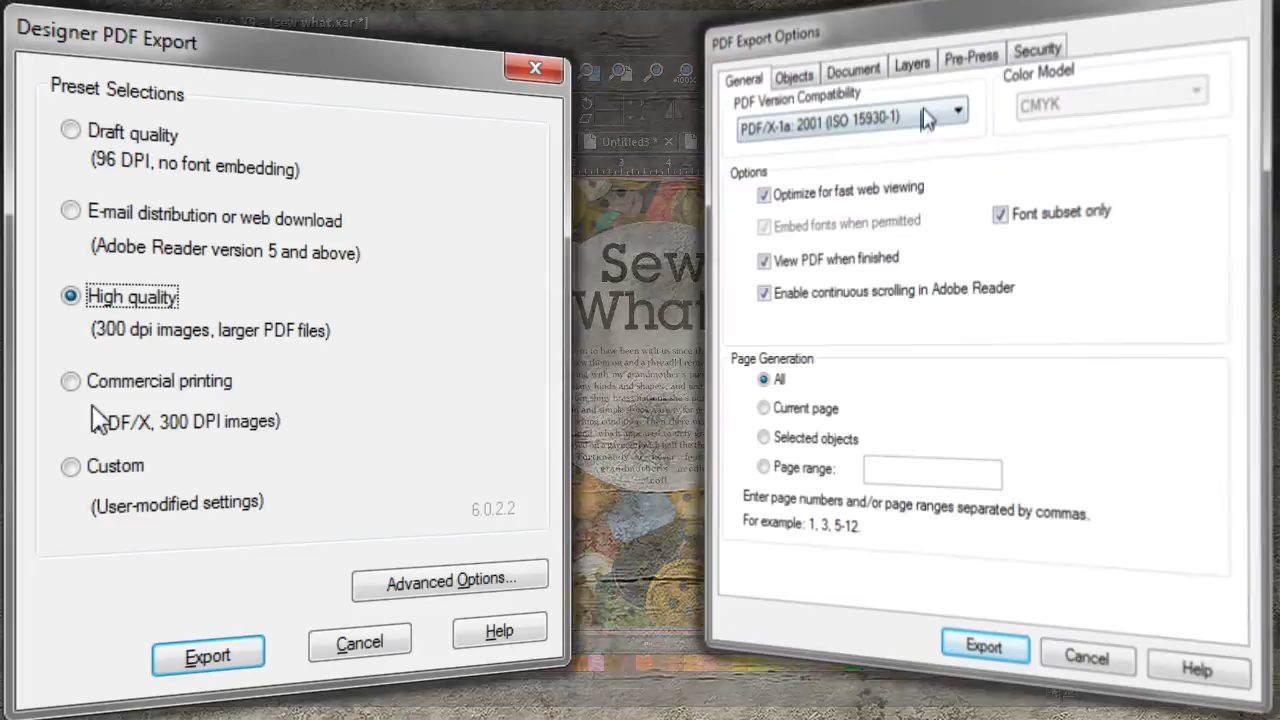 [sew what.xar *]
Designer PDF Export
Preset Selections
Draft quality
(96 DPI, no font embedding)
E-mail distribution or web download
(Adobe Reader version 5 and above)
High quality
(300 dpi images, larger PDF files)
Commercial printing
DF/X, 300 DPI images)
Custom
(User-modified settings)
6.0.2.2
Advanced Options...
Export
Cancel
Help
Untitled3 *
3
4
Sew
What
PDF Export Options
General
Objects
Document
Layers
Pre-Press
Security
PDF Version Compatibility
PDF/X-1a: 2001 (ISO 15930-1)
Color Model
CMYK
Options
Optimize for fast web viewing
Embed fonts when permitted
Font subset only
View PDF when finished
Enable continuous scrolling in Adobe Reader
Page Generation
All
Current page
Selected objects
Page range:
Enter page numbers and/or page ranges separated by commas.
For example: 1, 3, 5-12.
Export
Cancel
Help